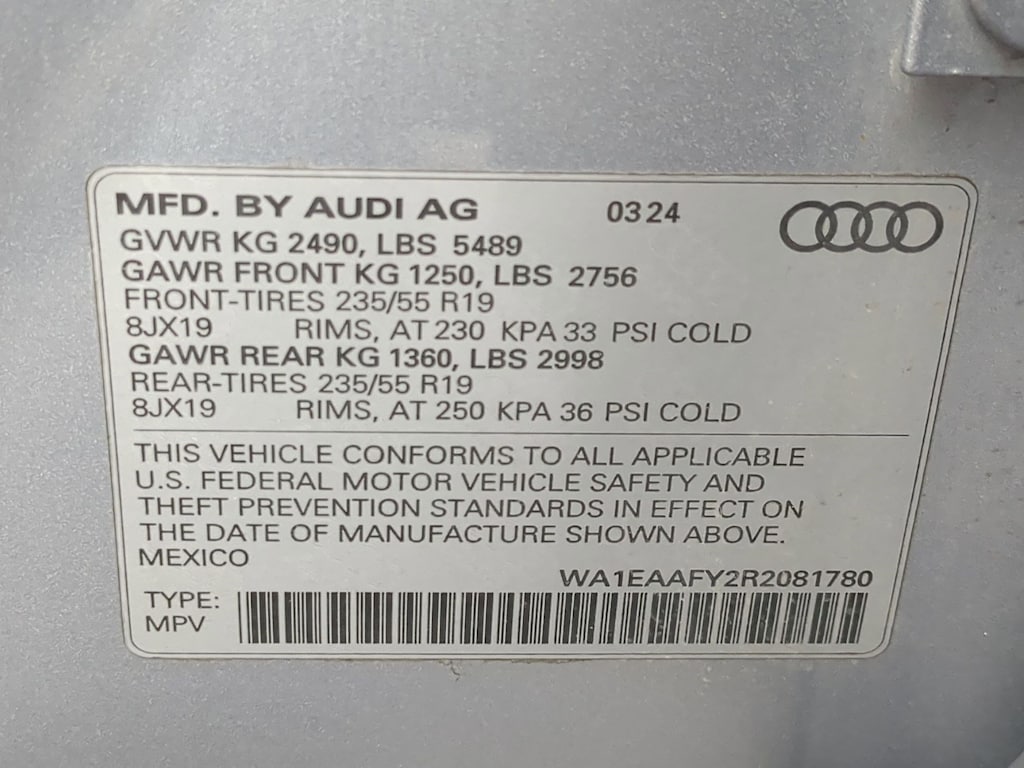 MFD. BY AUDI AG 03 24
GVWR KG 2490, LBS 5489
GAWR FRONT KG 1250, LBS 2756
FRONT-TIRES 235/55 R19
8JX19 RIMS, AT 230 KPA 33 PSI COLD
GAWR REAR KG 1360, LBS 2998
REAR-TIRES 235/55 R19
8JX19 RIMS, AT 250 KPA 36 PSI COLD
THIS VEHICLE CONFORMS TO ALL APPLICABLE
U.S. FEDERAL MOTOR VEHICLE SAFETY AND
THEFT PREVENTION STANDARDS IN EFFECT ON
THE DATE OF MANUFACTURE SHOWN ABOVE.
MEXICO
WA1EAAFY2R2081780
TYPE:
MPV